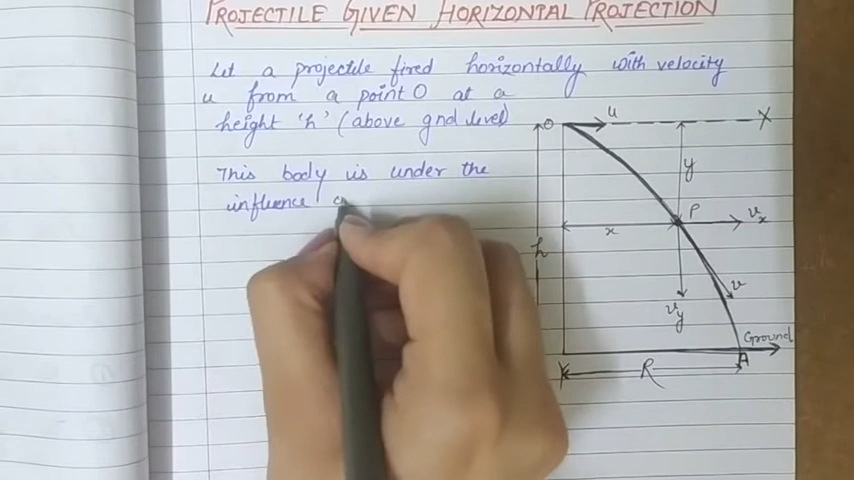 PROJECTILE GIVEN HORIZONTAL PROJECTION
Let a projectile fired horizontally with velocity
u from a point O at a
height 'h' (above gnd level)
This body is under the
influence
O u X
y
P vx
x
h
v
vy
Ground
A
Y R